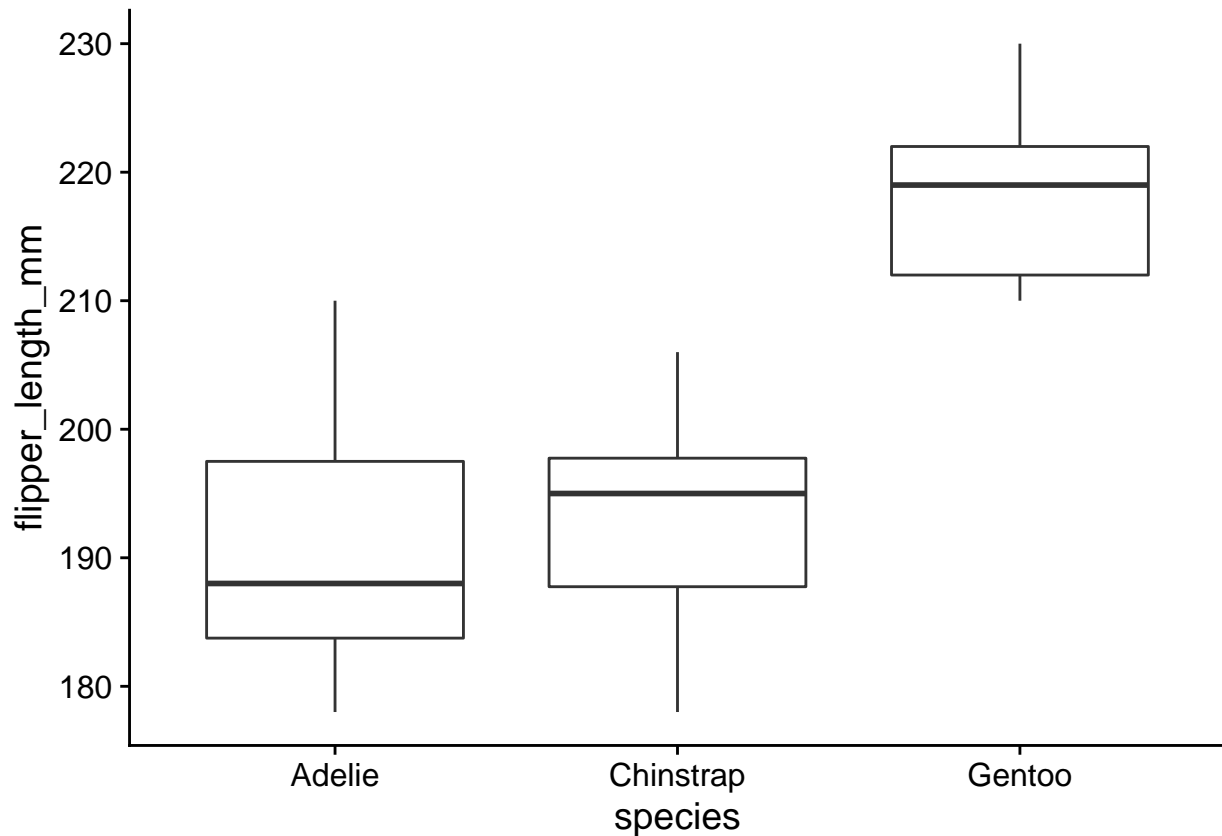 230
220
210
200
190
180
flipper_length_mm
Adelie
Chinstrap
Gentoo
species